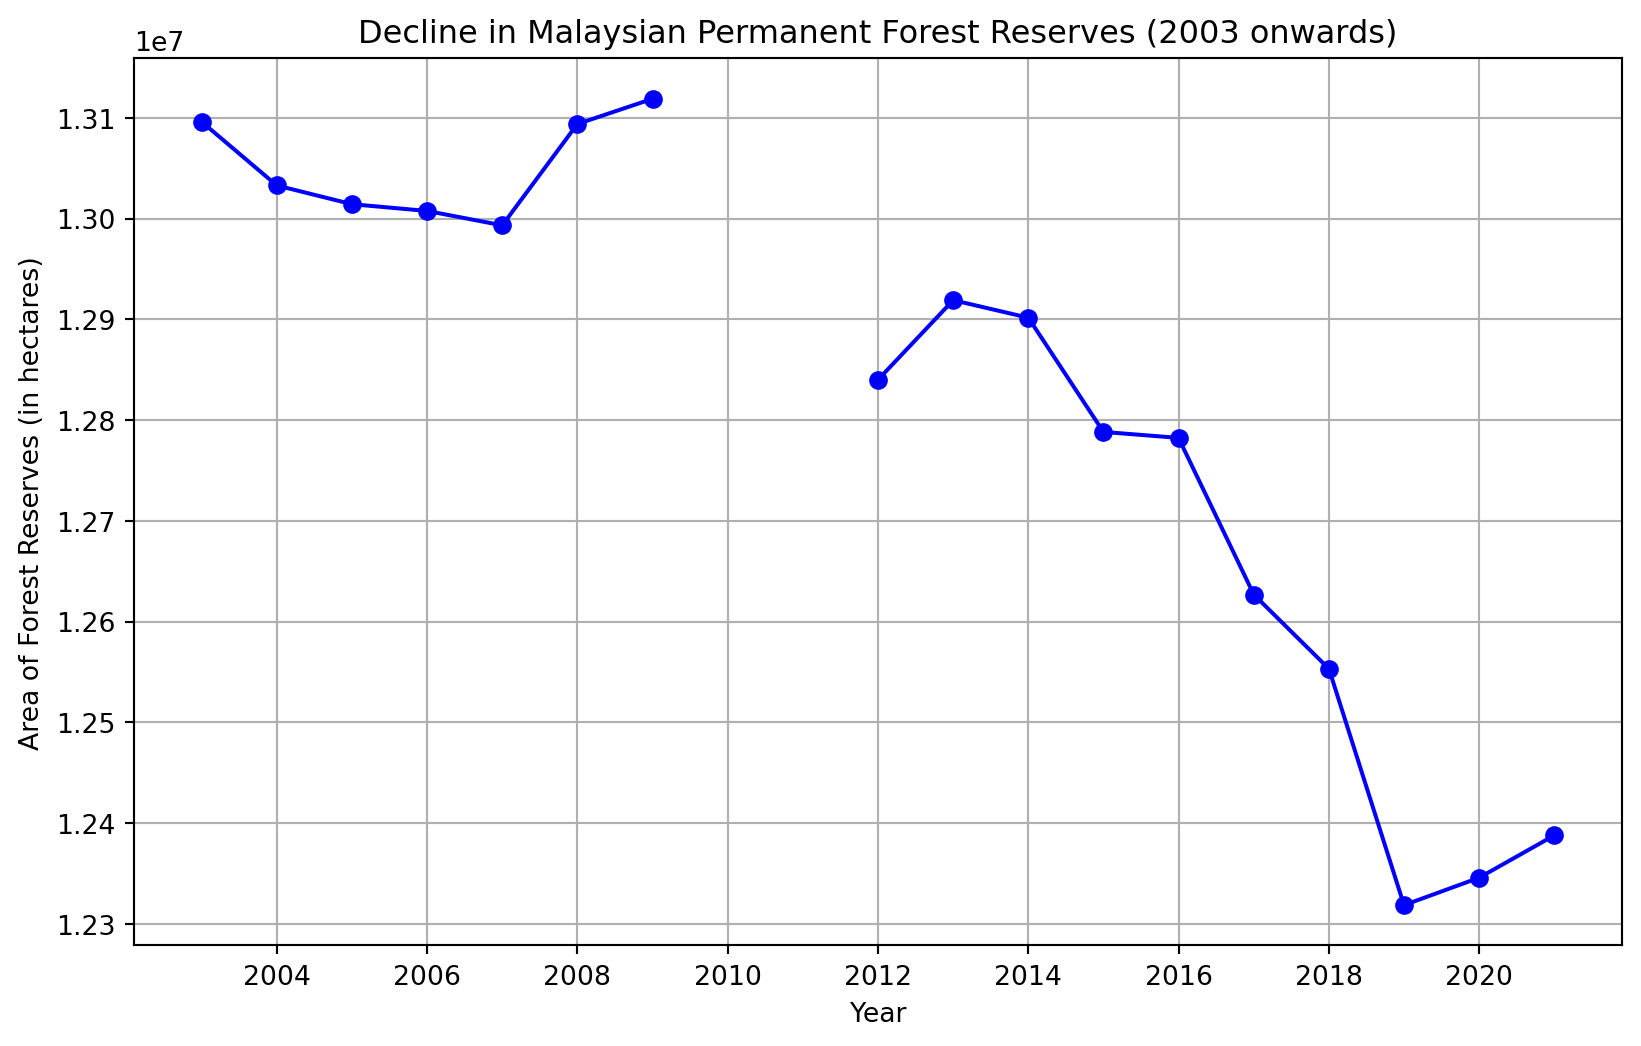 Decline in Malaysian Permanent Forest Reserves (2003 onwards)
1e7
1.31
1.30
1.29
1.28
1.27
1.26
1.25
1.24
1.23
Area of Forest Reserves (in hectares)
2004 2006 2008 2010 2012 2014 2016 2018 2020
Year